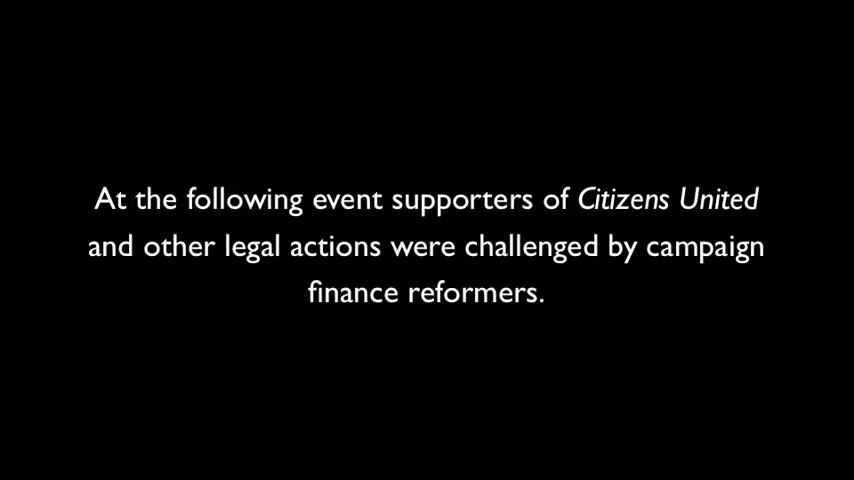 At the following event supporters of Citizens United
and other legal actions were challenged by campaign
finance reformers.